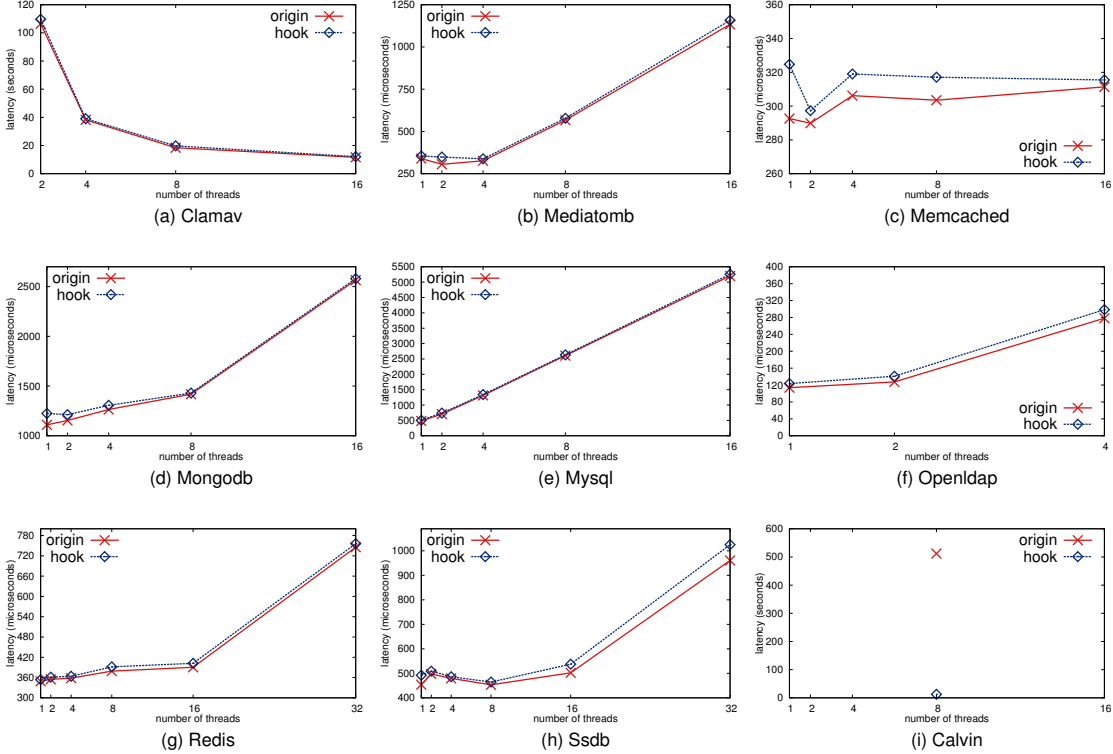 120
100
80
60
40
20
0
2 4 8 16
latency (seconds)
number of threads
origin
hook
(a) Clamav
1250
1000
750
500
250
1 2 4 8 16
latency (microseconds)
number of threads
origin
hook
(b) Mediatomb
360
340
320
300
280
260
1 2 4 8 16
latency (microseconds)
number of threads
origin
hook
(c) Memcached
2500
2000
1500
1000
1 2 4 8 16
latency (microseconds)
number of threads
origin
hook
(d) Mongodb
5500
5000
4500
4000
3500
3000
2500
2000
1500
1000
500
0
1 2 4 8 16
latency (microseconds)
number of threads
origin
hook
(e) Mysql
400
360
320
280
240
200
160
120
80
40
0
1 2 4
latency (microseconds)
number of threads
origin
hook
(f) Openldap
780
720
660
600
540
480
420
360
300
1 2 4 8 16 32
latency (microseconds)
number of threads
origin
hook
(g) Redis
1000
900
800
700
600
500
400
1 2 4 8 16 32
latency (microseconds)
number of threads
origin
hook
(h) Ssdb
600
500
400
300
200
100
0
1 2 4 8 16
latency (seconds)
number of threads
origin
hook
(i) Calvin